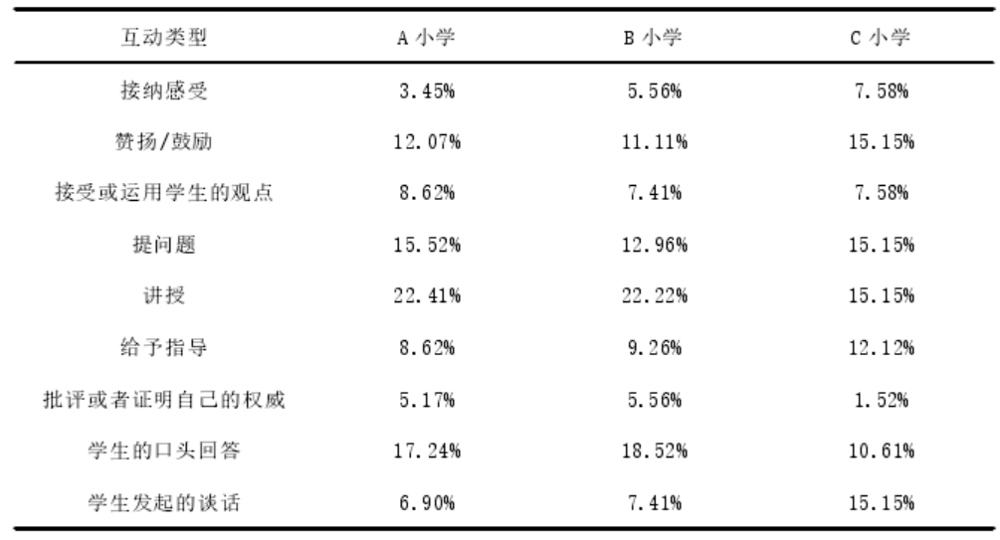 互动类型 A 小学 B 小学 C 小学
接纳感受 3.45% 5.56% 7.58%
赞扬/鼓励 12.07% 11.11% 15.15%
接受或运用学生的观点 8.62% 7.41% 7.58%
提问题 15.52% 12.96% 15.15%
讲授 22.41% 22.22% 15.15%
给予指导 8.62% 9.26% 12.12%
批评或者证明自己的权威 5.17% 5.56% 1.52%
学生的口头回答 17.24% 18.52% 10.61%
学生发起的谈话 6.90% 7.41% 15.15%